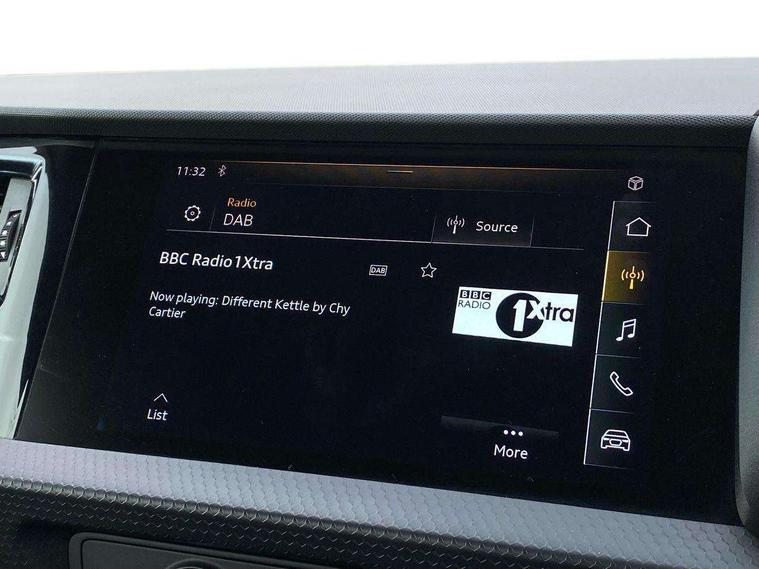 11:32
Radio
DAB
Source
BBC Radio 1Xtra
DAB
Now playing: Different Kettle by Chy
Cartier
BBC
RADIO
1Xtra
List
More